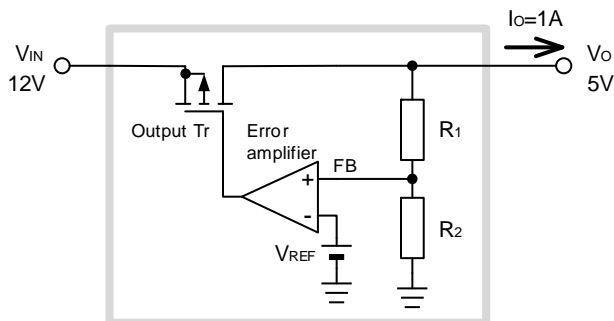 IO=1A
VIN
12V
VO
5V
Output Tr
Error
amplifier
FB
R1
+
-
R2
VREF